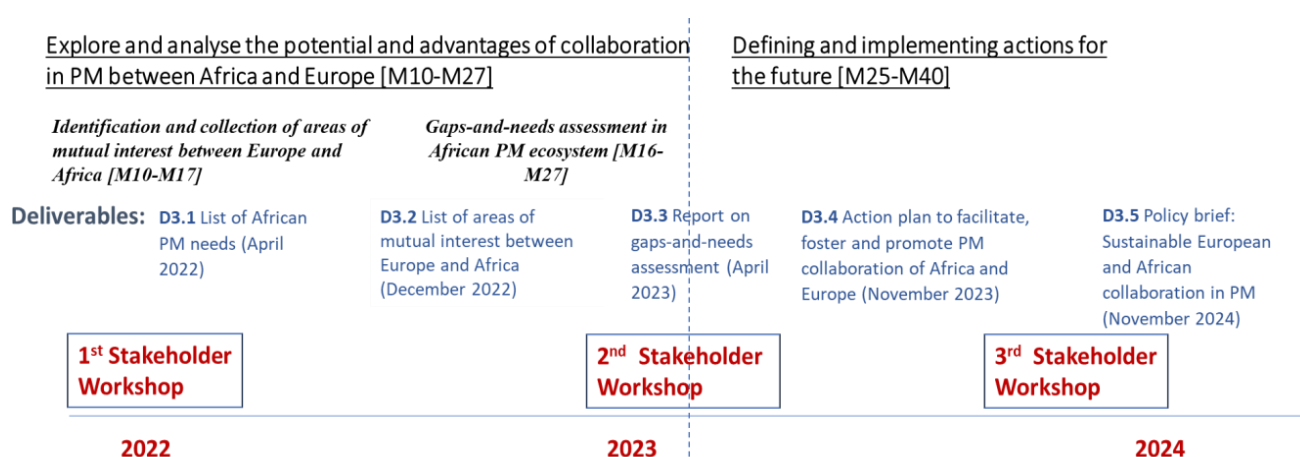 Explore and analyse the potential and advantages of collaboration
in PM between Africa and Europe [M10-M27]
Defining and implementing actions for
the future [M25-M40]
Identification and collection of areas of
mutual interest between Europe and
Africa [M10-M17]
Gaps-and-needs assessment in
African PM ecosystem [M16-
M27]
Deliverables:
D3.1 List of African
PM needs (April
2022)
D3.2 List of areas of
mutual interest between
Europe and Africa
(December 2022)
D3.3 Report on
gaps-and-needs
assessment (April
2023)
D3.4 Action plan to facilitate,
foster and promote PM
collaboration of Africa and
Europe (November 2023)
D3.5 Policy brief:
Sustainable European
and African
collaboration in PM
(November 2024)
1st Stakeholder
Workshop
2nd Stakeholder
Workshop
3rd Stakeholder
Workshop
2022
2023
2024